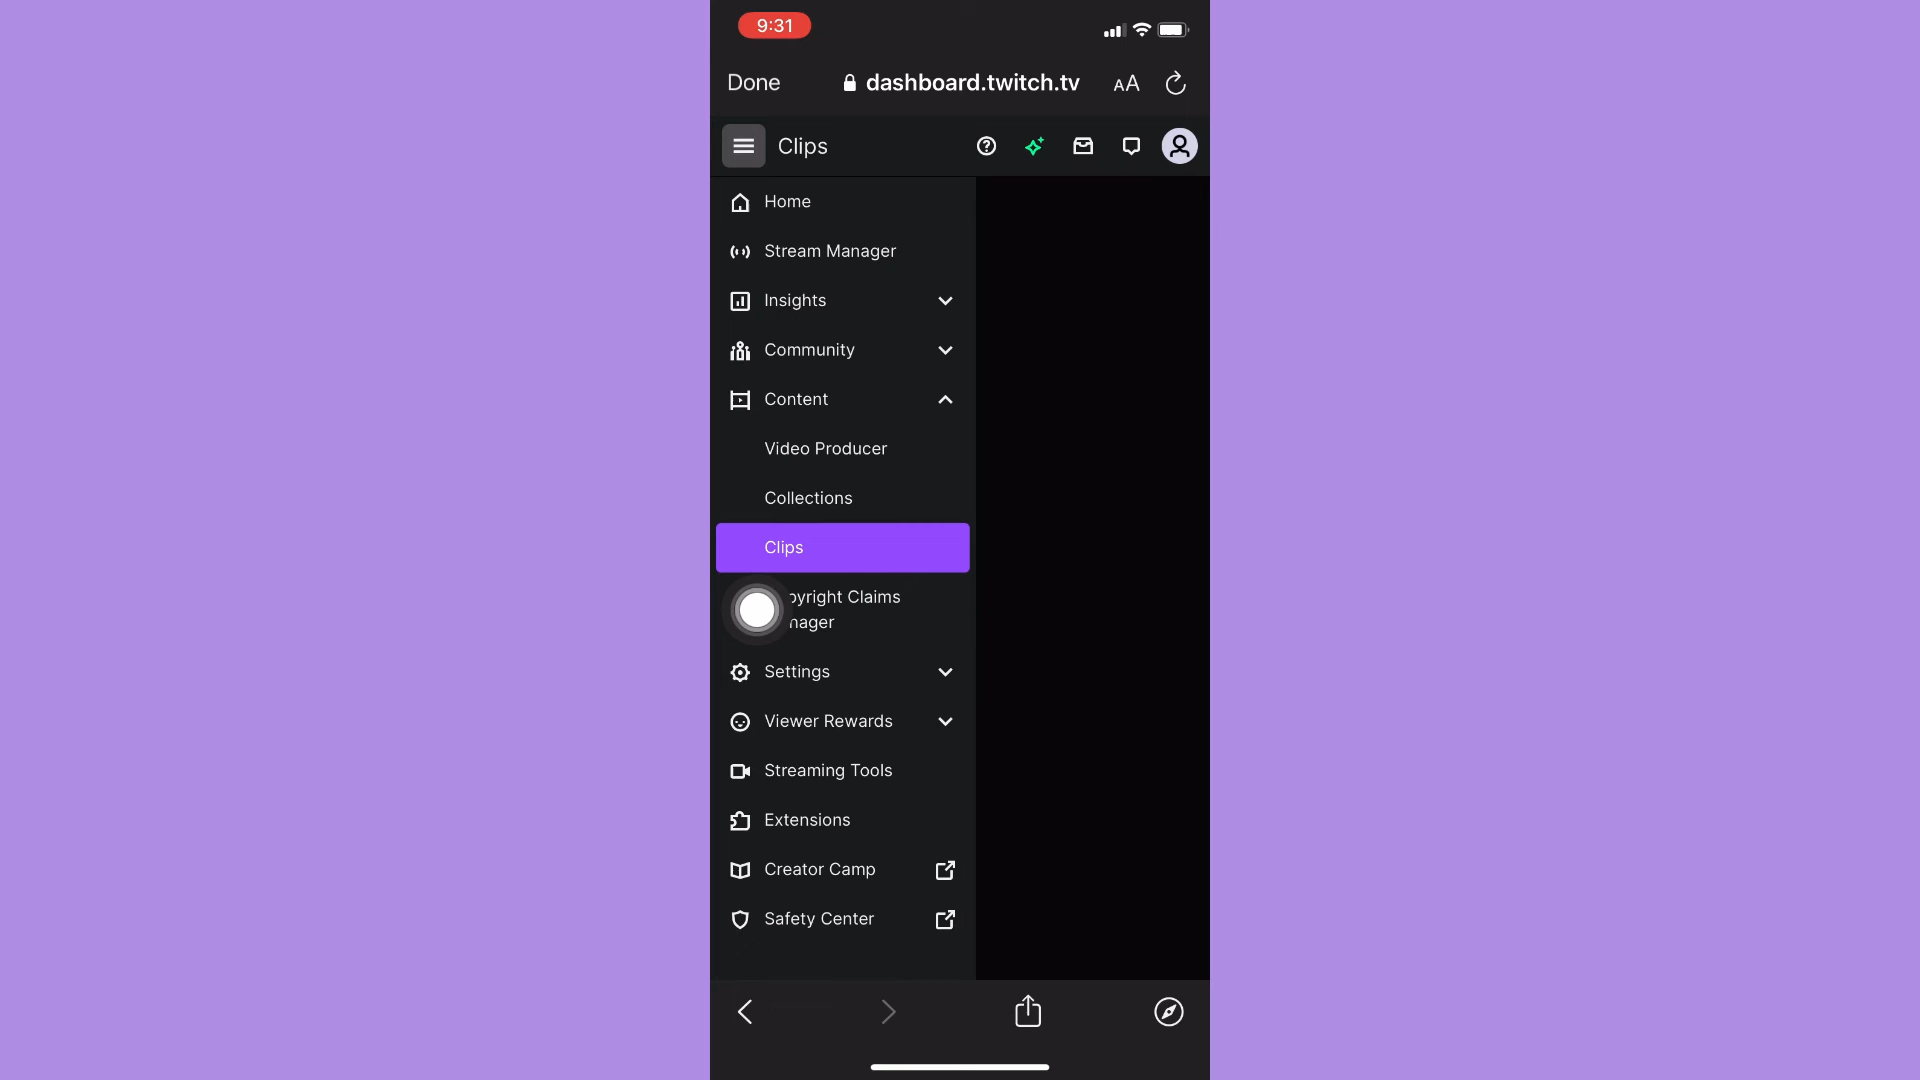 9:31
Done
dashboard.twitch.tv
AA
Clips
Home
Stream Manager
Insights
Community
Content
Video Producer
Collections
Clips
pyright Claims
nager
Settings
Viewer Rewards
Streaming Tools
Extensions
Creator Camp
Safety Center